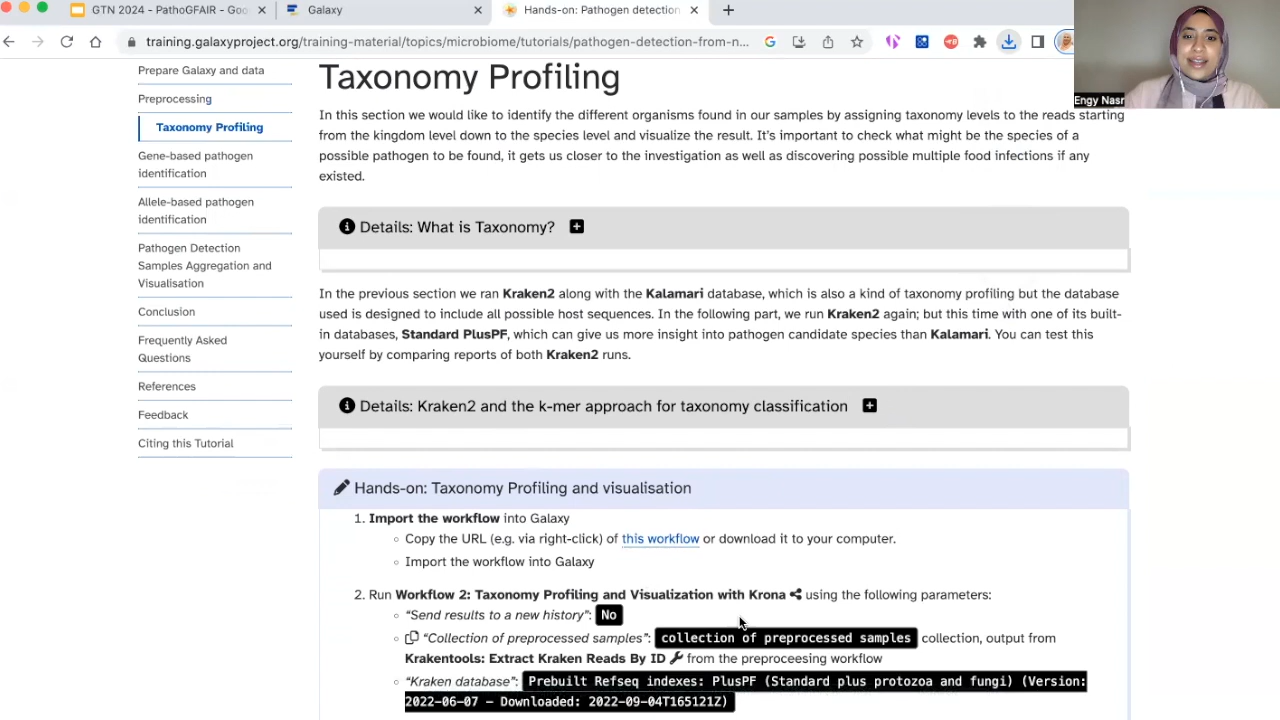 GTN 2024 - PathoGFAIR - Goo
Galaxy
Hands-on: Pathogen detection
training.galaxyproject.org/training-material/topics/microbiome/tutorials/pathogen-detection-from-n...
Engy Nasr
Prepare Galaxy and data
Preprocessing
Taxonomy Profiling
Gene-based pathogen
identification
Allele-based pathogen
identification
Pathogen Detection
Samples Aggregation and
Visualisation
Conclusion
Frequently Asked
Questions
References
Feedback
Citing this Tutorial
Taxonomy Profiling
In this section we would like to identify the different organisms found in our samples by assigning taxonomy levels to the reads starting
from the kingdom level down to the species level and visualize the result. It's important to check what might be the species of a
possible pathogen to be found, it gets us closer to the investigation as well as discovering possible multiple food infections if any
existed.
Details: What is Taxonomy?
In the previous section we ran Kraken2 along with the Kalamari database, which is also a kind of taxonomy profiling but the database
used is designed to include all possible host sequences. In the following part, we run Kraken2 again; but this time with one of its built-
in databases, Standard PlusPF, which can give us more insight into pathogen candidate species than Kalamari. You can test this
yourself by comparing reports of both Kraken2 runs.
Details: Kraken2 and the k-mer approach for taxonomy classification
Hands-on: Taxonomy Profiling and visualisation
1. Import the workflow into Galaxy
Copy the URL (e.g. via right-click) of this workflow or download it to your computer.
Import the workflow into Galaxy
2. Run Workflow 2: Taxonomy Profiling and Visualization with Krona using the following parameters:
"Send results to a new history": No
"Collection of preprocessed samples": collection of preprocessed samples collection, output from
Krakentools: Extract Kraken Reads By ID from the preproceesing workflow
"Kraken database": Prebuilt Refseq indexes: PlusPF (Standard plus protozoa and fungi) (Version:
2022-06-07 - Downloaded: 2022-09-04T165121Z)